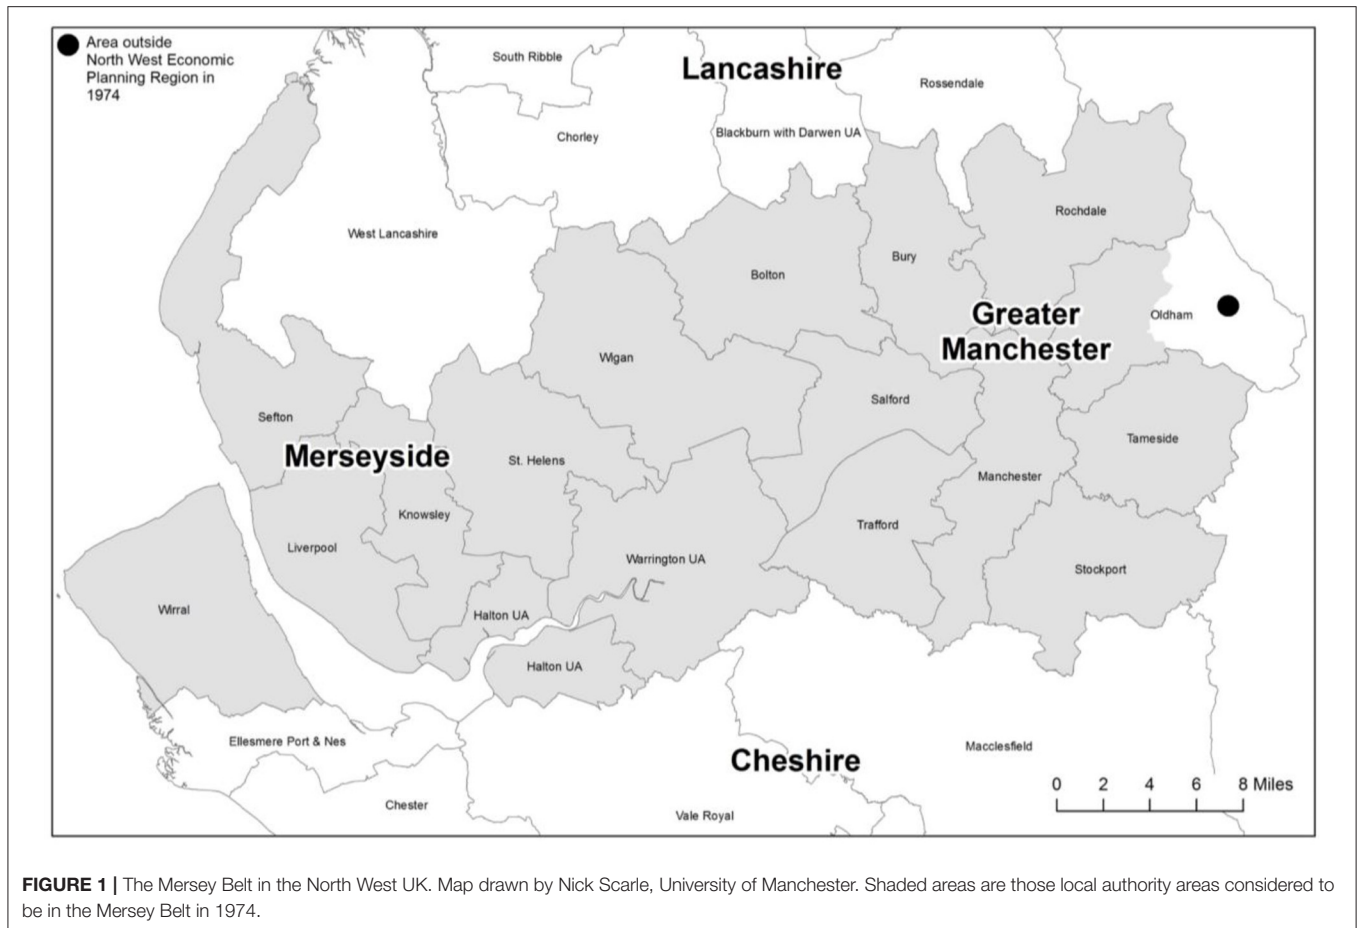 Area outside
North West Economic
Planning Region in
1974
South Ribble
Lancashire
Rossendale
Chorley
Blackburn with Darwen UA
Rochdale
West Lancashire
Bury
Bolton
Greater
Manchester
Oldham
Wigan
Salford
Sefton
Tameside
Merseyside
St. Helens
Manchester
Knowsley
Trafford
Liverpool
Warrington UA
Stockport
Wirral
Halton UA
Halton UA
Ellesmere Port & Nes
Macclesfield
Cheshire
Chester
Vale Royal
0 2 4 6 8 Miles
FIGURE 1 | The Mersey Belt in the North West UK. Map drawn by Nick Scarle, University of Manchester. Shaded areas are those local authority areas considered to
be in the Mersey Belt in 1974.